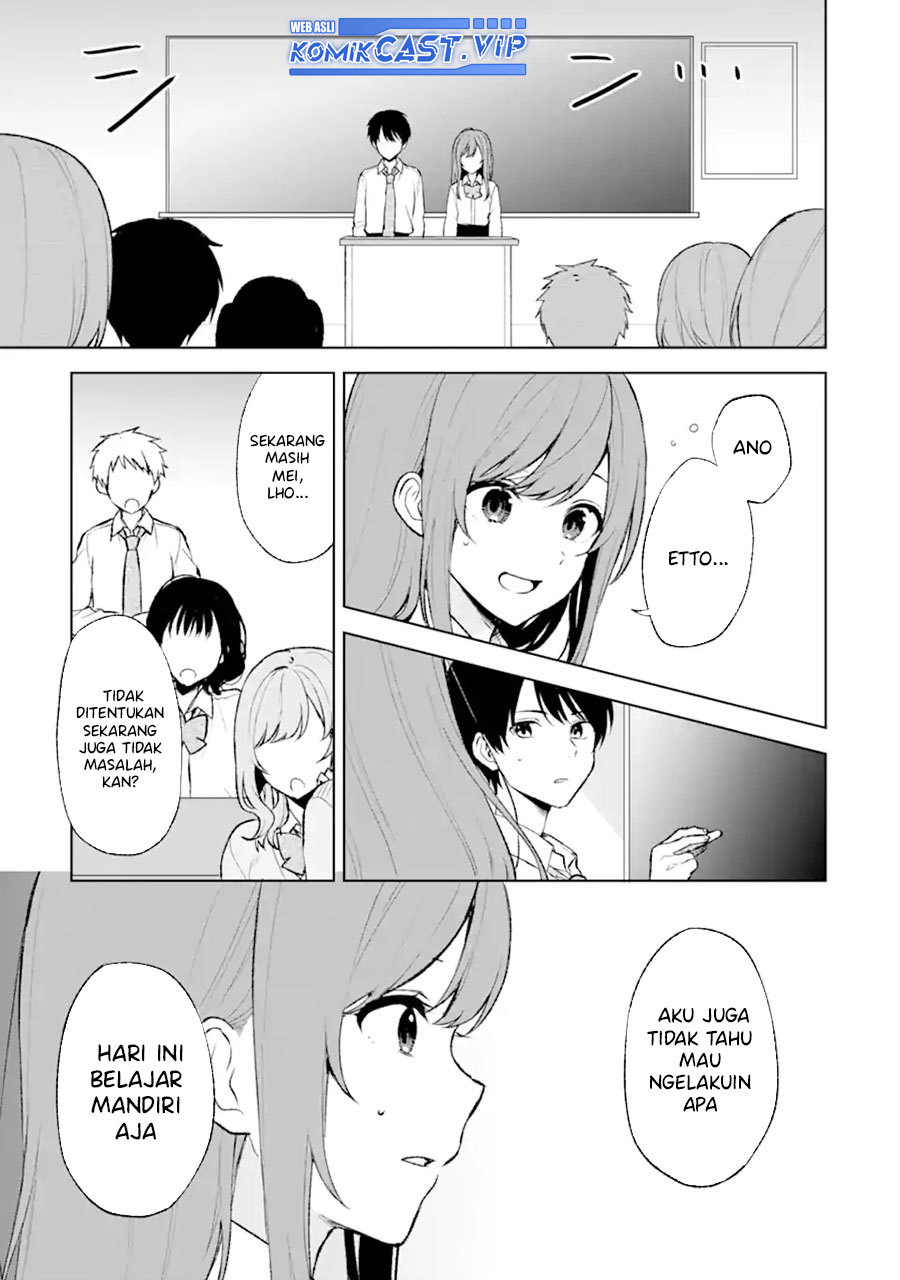 WEB ASLI
KOMIKCAST.VIP
ANO
ETTO...
SEKARANG
MASIH
MEI,
LHO...
TIDAK
DITENTUKAN
SEKARANG
JUGA TIDAK
MASALAH,
KAN?
AKU JUGA
TIDAK TAHU
MAU
NGELAKUIN
APA
HARI INI
BELAJAR
MANDIRI
AJA